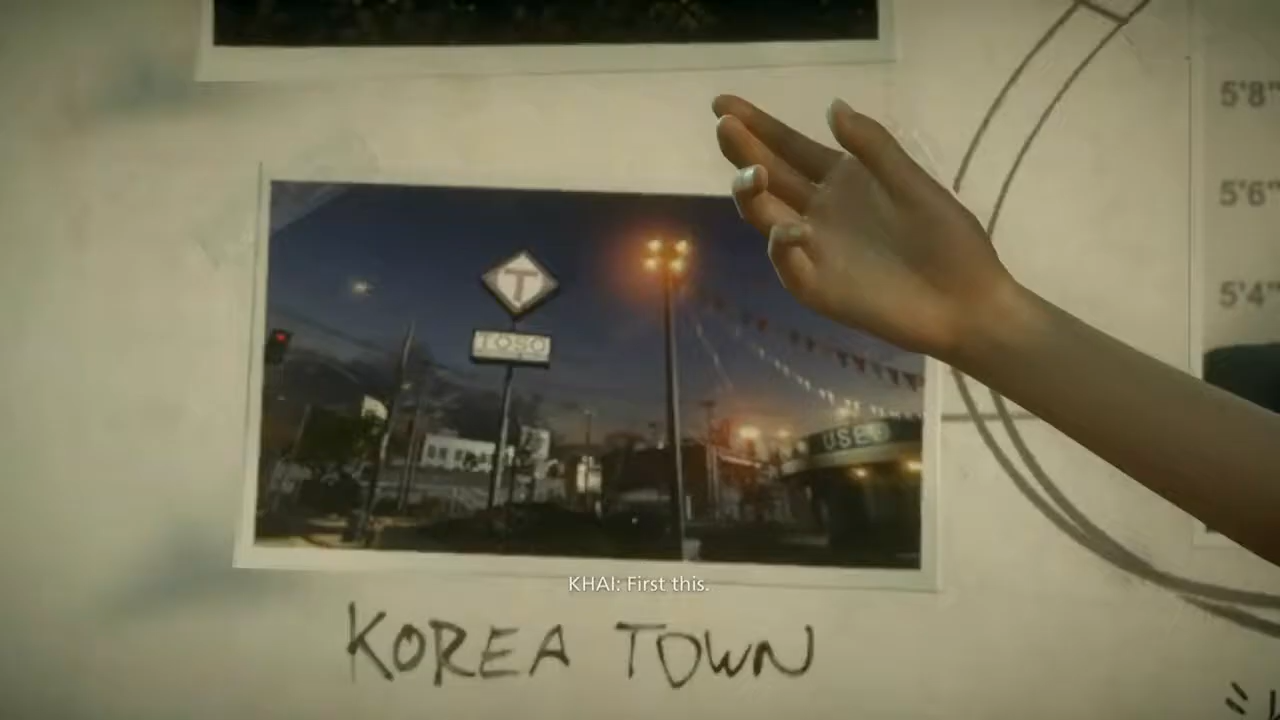 5'8"
5'6"
5'4"
T
TOSO
USED
KHAI: First this.
KOREA TOWN